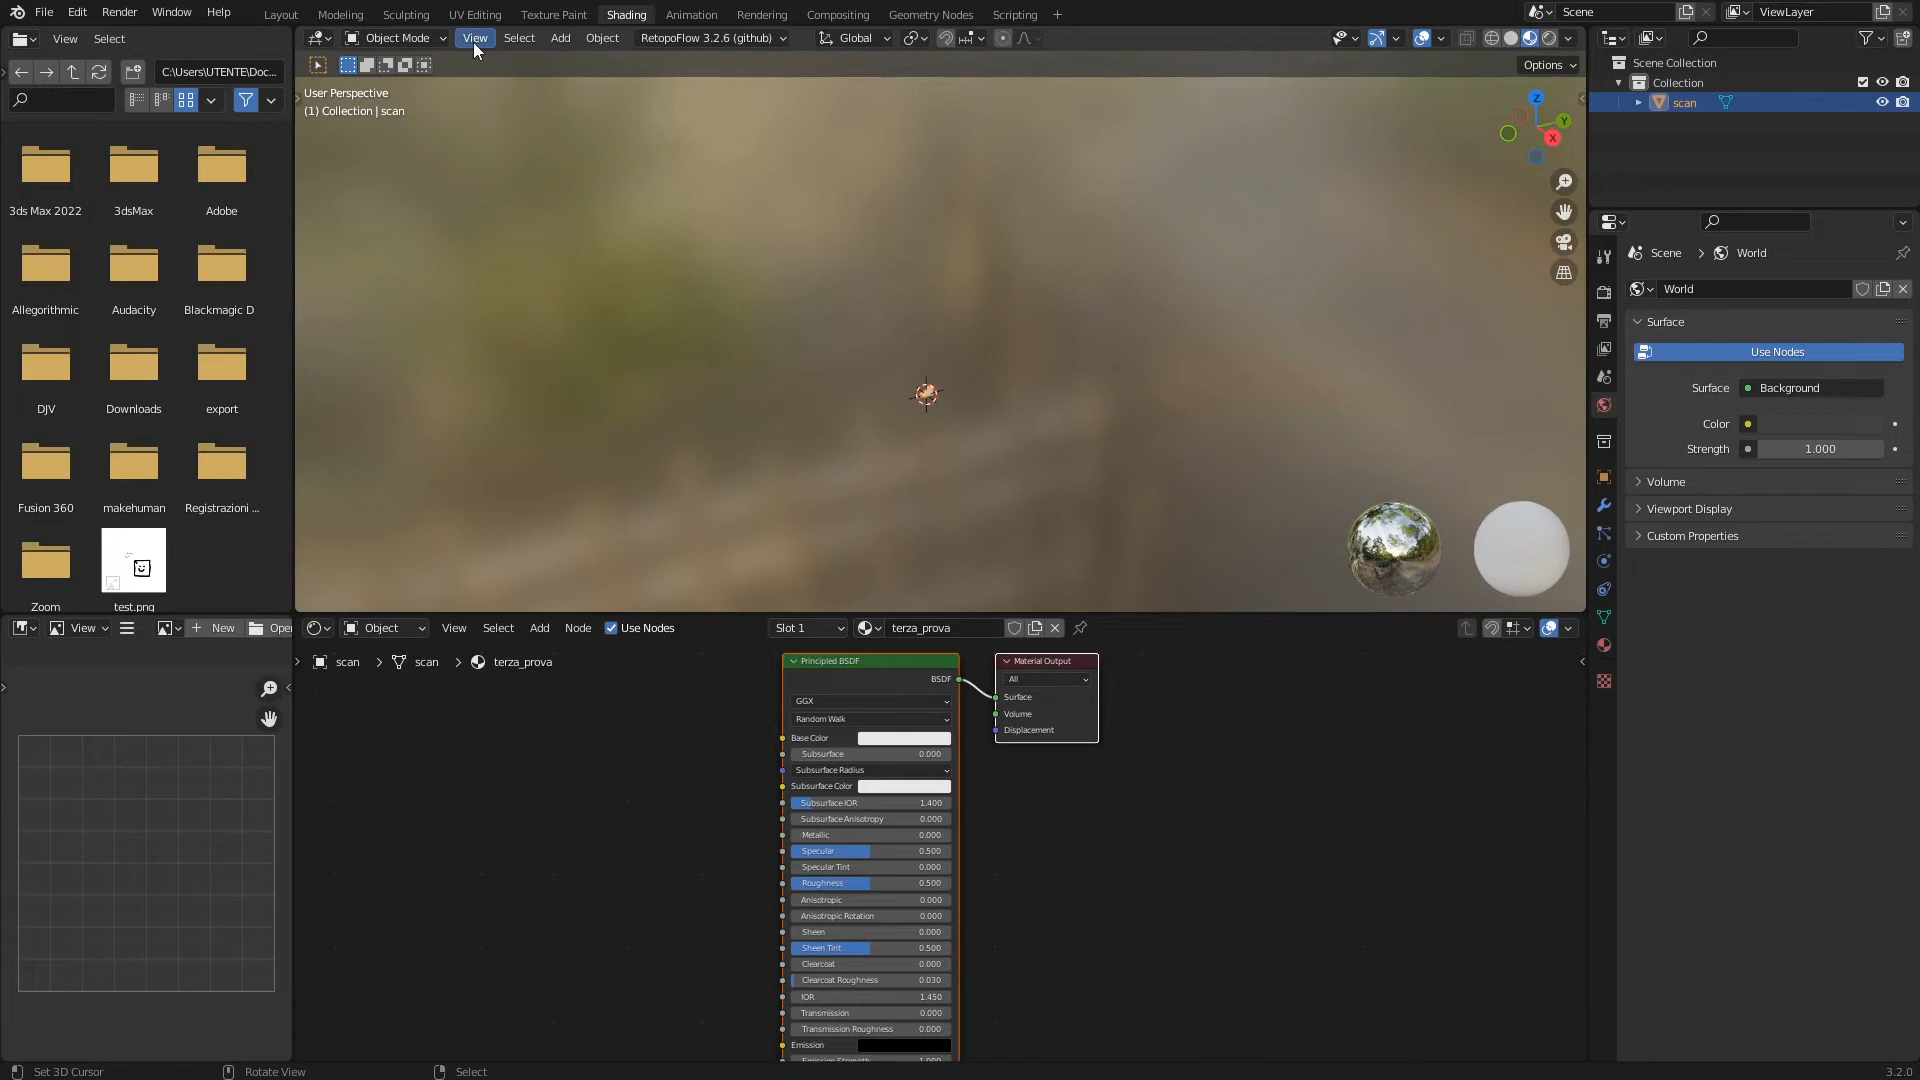 File Edit Render Window Help
Layout Modeling Sculpting UV Editing Texture Paint Shading Animation Rendering Compositing Geometry Nodes Scripting
Scene
ViewLayer
View Select
Object Mode View Select Add Object RetopoFlow 3.2.6 (github) Global
C:\Users\UTENTE\Doc...
Options
User Perspective
(1) Collection | scan
Z
Y
X
3ds Max 2022
3dsMax
Adobe
Allegorithmic
Audacity
Blackmagic D
DJV
Downloads
export
Fusion 360
makehuman
Registrazioni ...
Zoom
test.png
Scene Collection
Collection
scan
Scene > World
World
Surface
Use Nodes
Surface Background
Color
Strength 1.000
Volume
Viewport Display
Custom Properties
View
New
Open
Object View Select Add Node Use Nodes
Slot 1
terza_prova
scan > scan > terza_prova
Principled BSDF
BSDF
GGX
Random Walk
Base Color
Subsurface 0.000
Subsurface Radius
Subsurface Color
Subsurface IOR 1.400
Subsurface Anisotropy 0.000
Metallic 0.000
Specular 0.500
Specular Tint 0.000
Roughness 0.500
Anisotropic 0.000
Anisotropic Rotation 0.000
Sheen 0.000
Sheen Tint 0.500
Clearcoat 0.000
Clearcoat Roughness 0.030
IOR 1.450
Transmission 0.000
Transmission Roughness 0.000
Emission
Emission Strength 1.000
Material Output
All
Surface
Volume
Displacement
Set 3D Cursor
Rotate View
Select
3.2.0